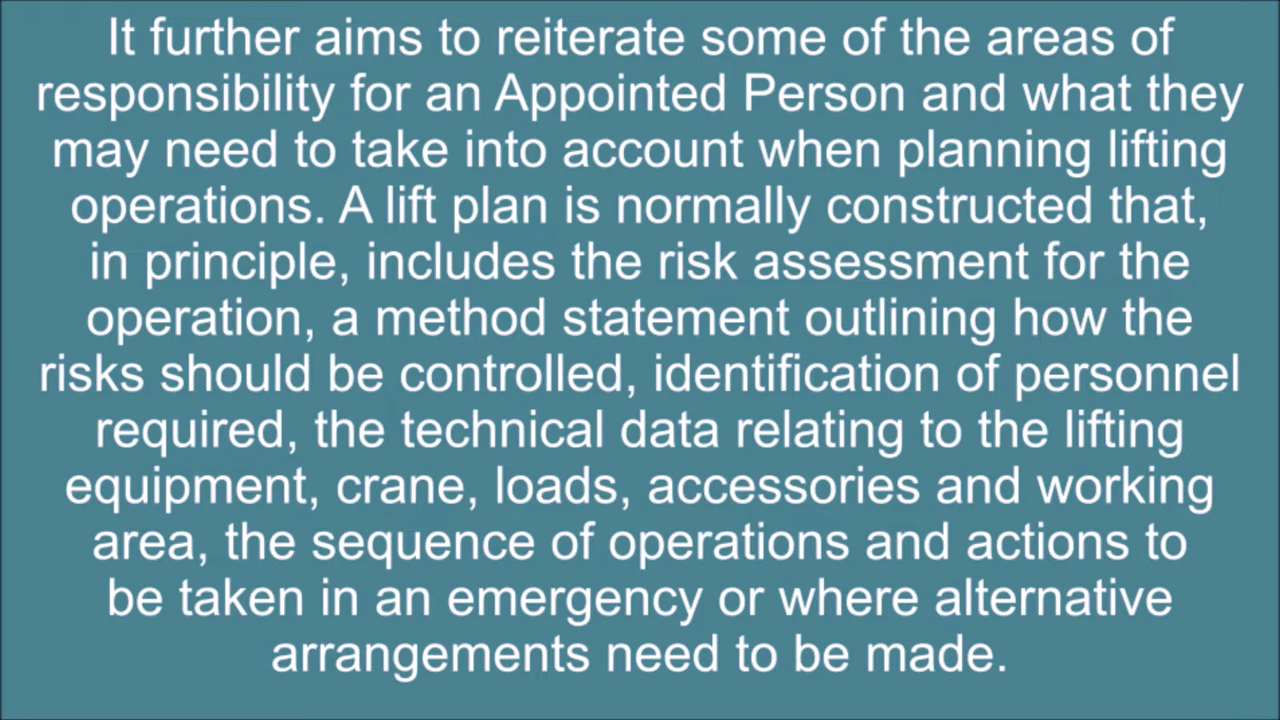 It further aims to reiterate some of the areas of
responsibility for an Appointed Person and what they
may need to take into account when planning lifting
operations. A lift plan is normally constructed that,
in principle, includes the risk assessment for the
operation, a method statement outlining how the
risks should be controlled, identification of personnel
required, the technical data relating to the lifting
equipment, crane, loads, accessories and working
area, the sequence of operations and actions to
be taken in an emergency or where alternative
arrangements need to be made.